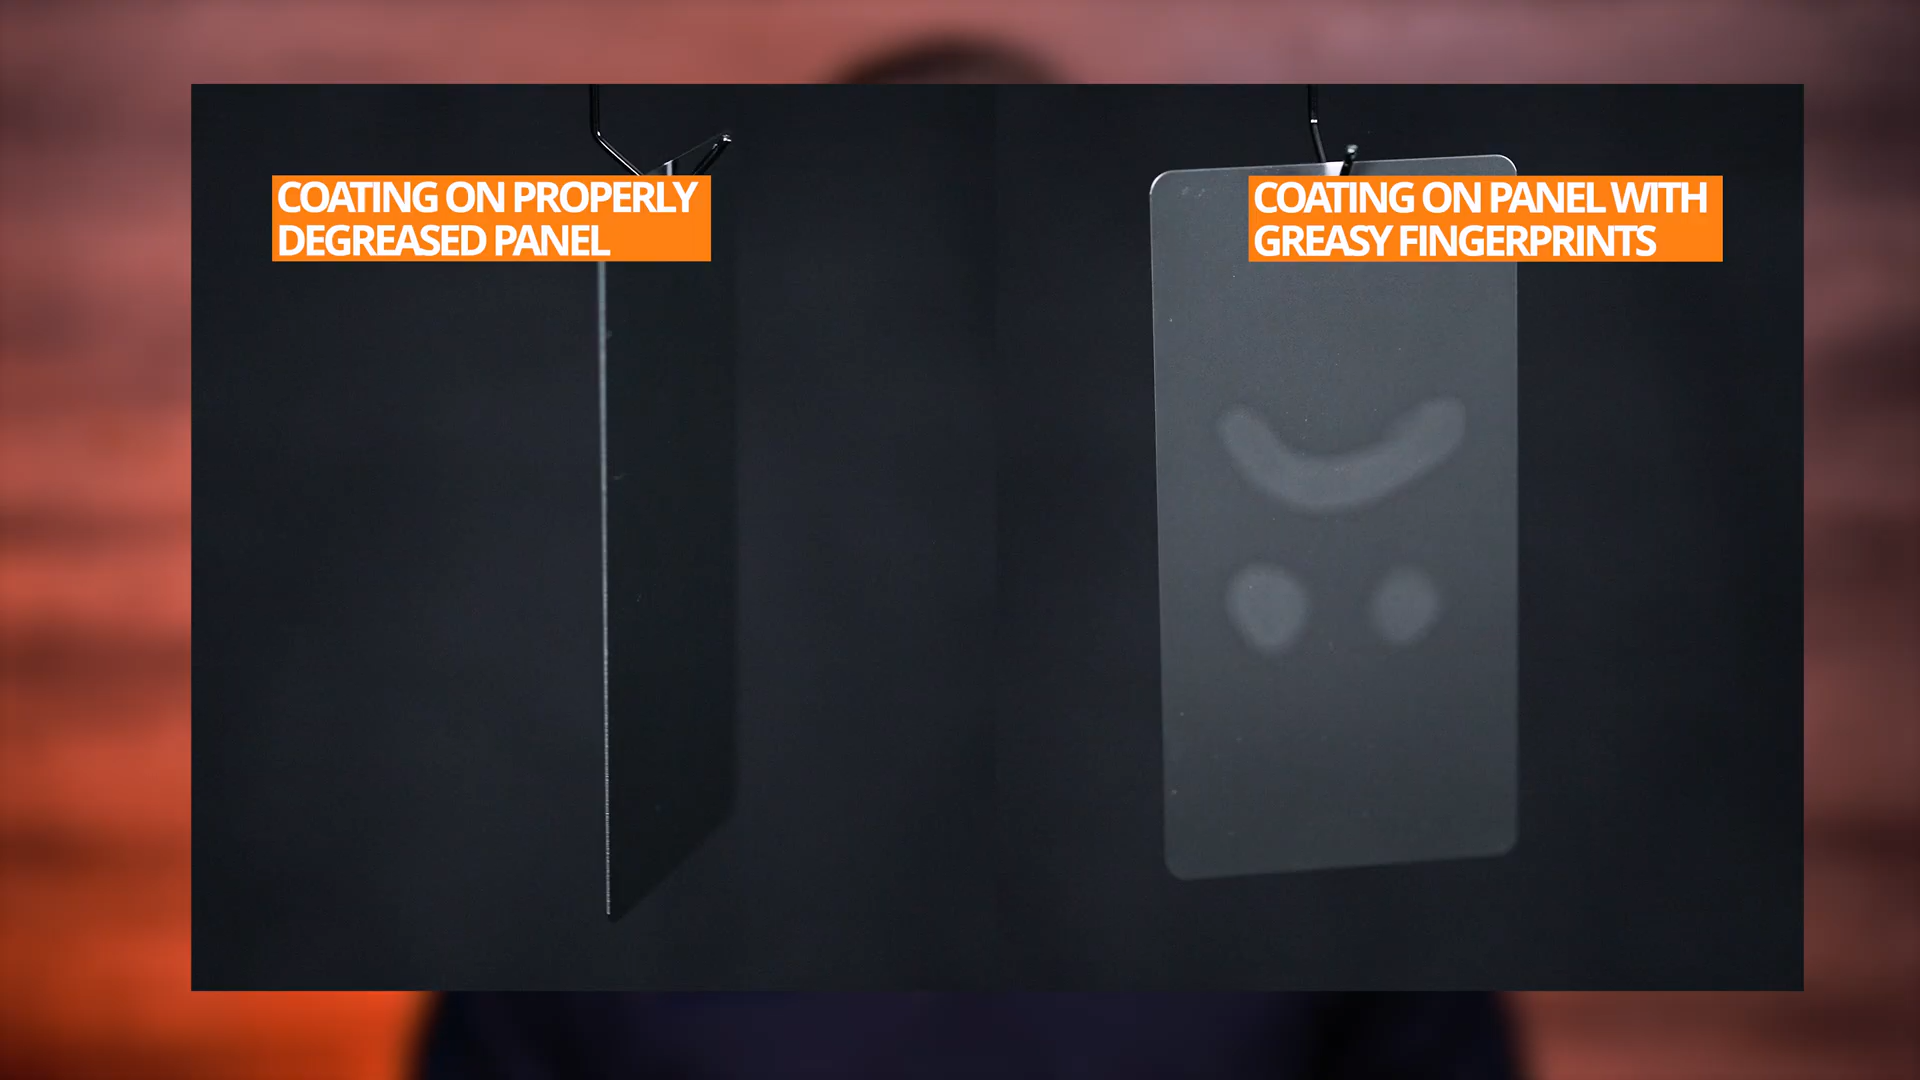 COATING ON PROPERLY
DEGREASED PANEL
COATING ON PANEL WITH
GREASY FINGERPRINTS